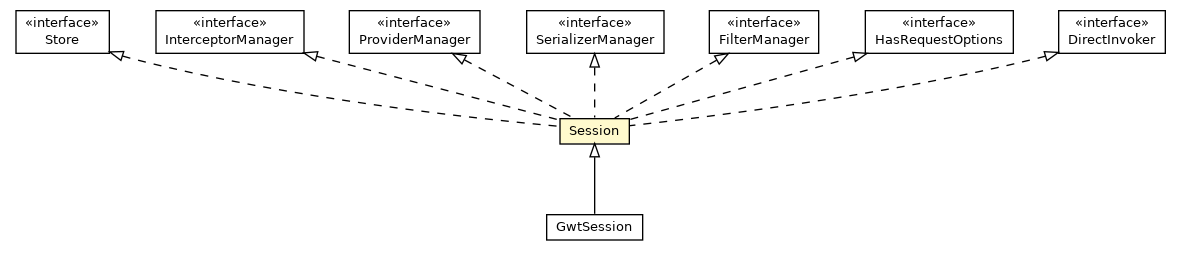 «interface»
Store
«interface»
InterceptorManager
«interface»
ProviderManager
«interface»
SerializerManager
«interface»
FilterManager
«interface»
HasRequestOptions
«interface»
DirectInvoker
Session
GwtSession